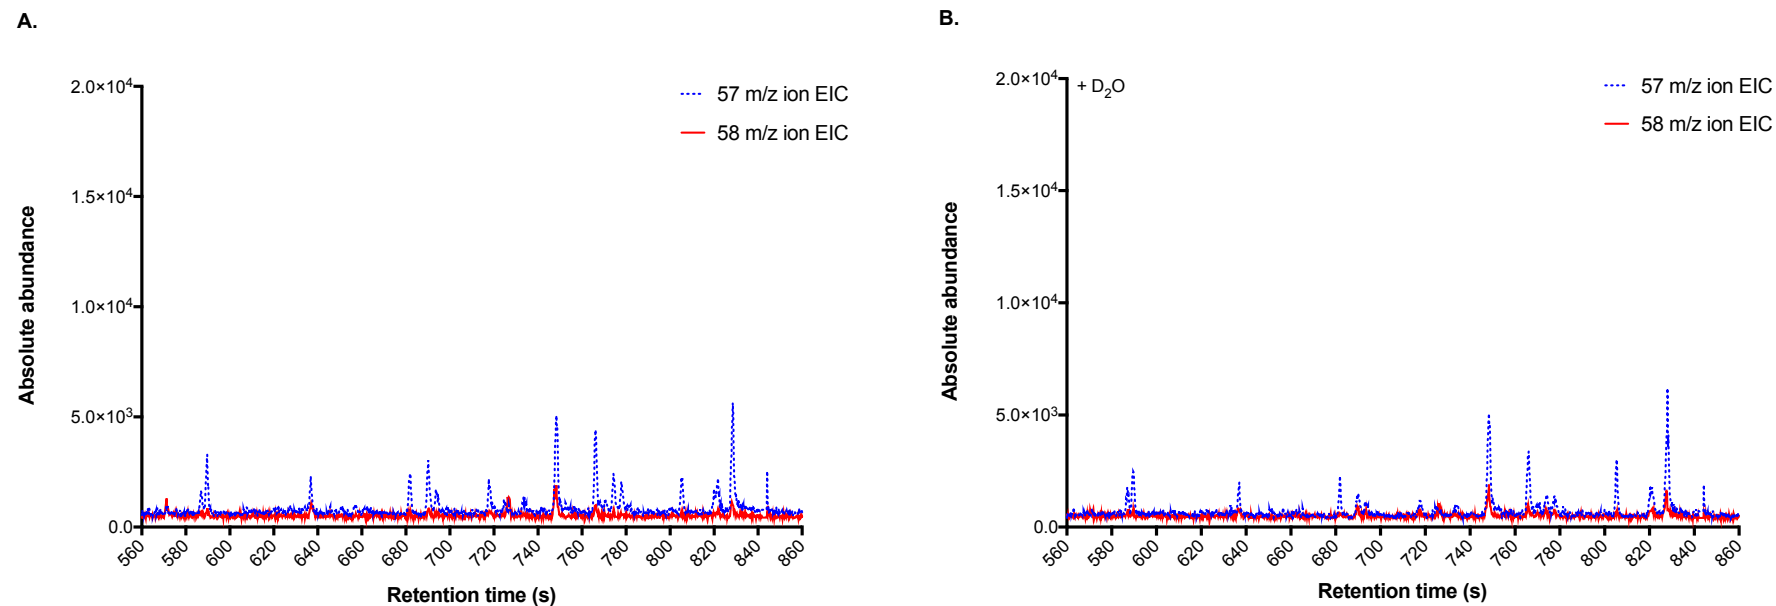 A.
2.0×10⁴
1.5×10⁴
1.0×10⁴
5.0×10³
0.0
Absolute abundance
57 m/z ion EIC
58 m/z ion EIC
560 580 600 620 640 660 680 700 720 740 760 780 800 820 840 860
Retention time (s)
B.
2.0×10⁴
1.5×10⁴
1.0×10⁴
5.0×10³
0.0
Absolute abundance
+ D₂O
57 m/z ion EIC
58 m/z ion EIC
560 580 600 620 640 660 680 700 720 740 760 780 800 820 840 860
Retention time (s)